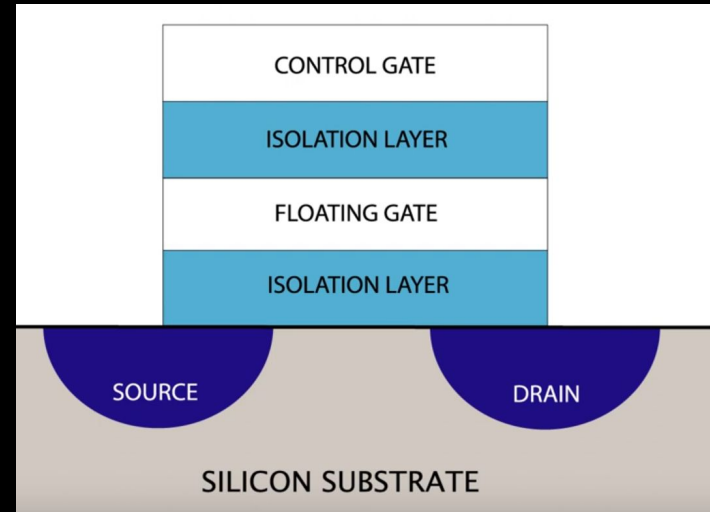 CONTROL GATE
ISOLATION LAYER
FLOATING GATE
ISOLATION LAYER
SOURCE
DRAIN
SILICON SUBSTRATE